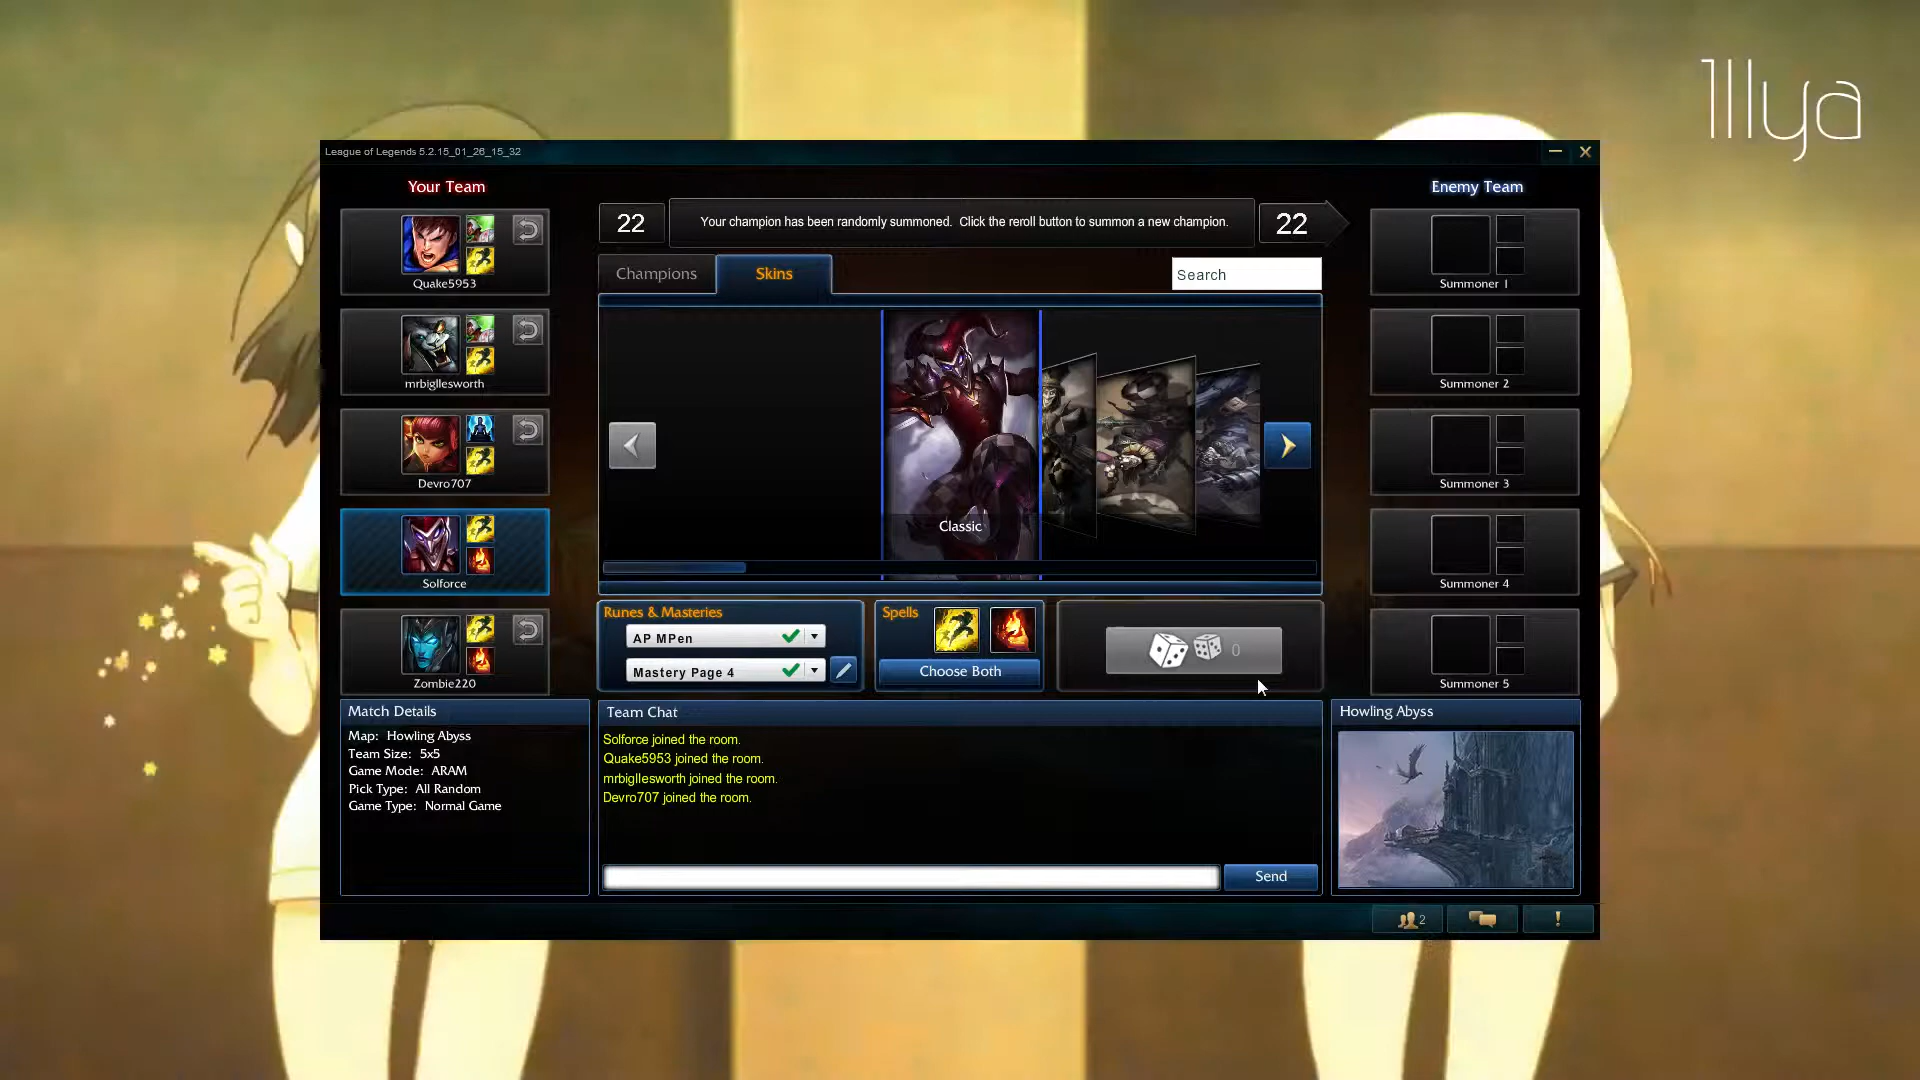 1llya
League of Legends 5.2.15_01_26_15_32
Your Team
Enemy Team
22
Your champion has been randomly summoned. Click the reroll button to summon a new champion.
22
Quake5953
Champions
Skins
Search
Summoner 1
mrbigllesworth
Summoner 2
Devro707
Summoner 3
Classic
Solforce
Summoner 4
Runes & Masteries
AP MPen
Mastery Page 4
Spells
Choose Both
0
Zombie220
Summoner 5
Match Details
Map: Howling Abyss
Team Size: 5x5
Game Mode: ARAM
Pick Type: All Random
Game Type: Normal Game
Team Chat
Solforce joined the room.
Quake5953 joined the room.
mrbigllesworth joined the room.
Devro707 joined the room.
Send
Howling Abyss
2
!